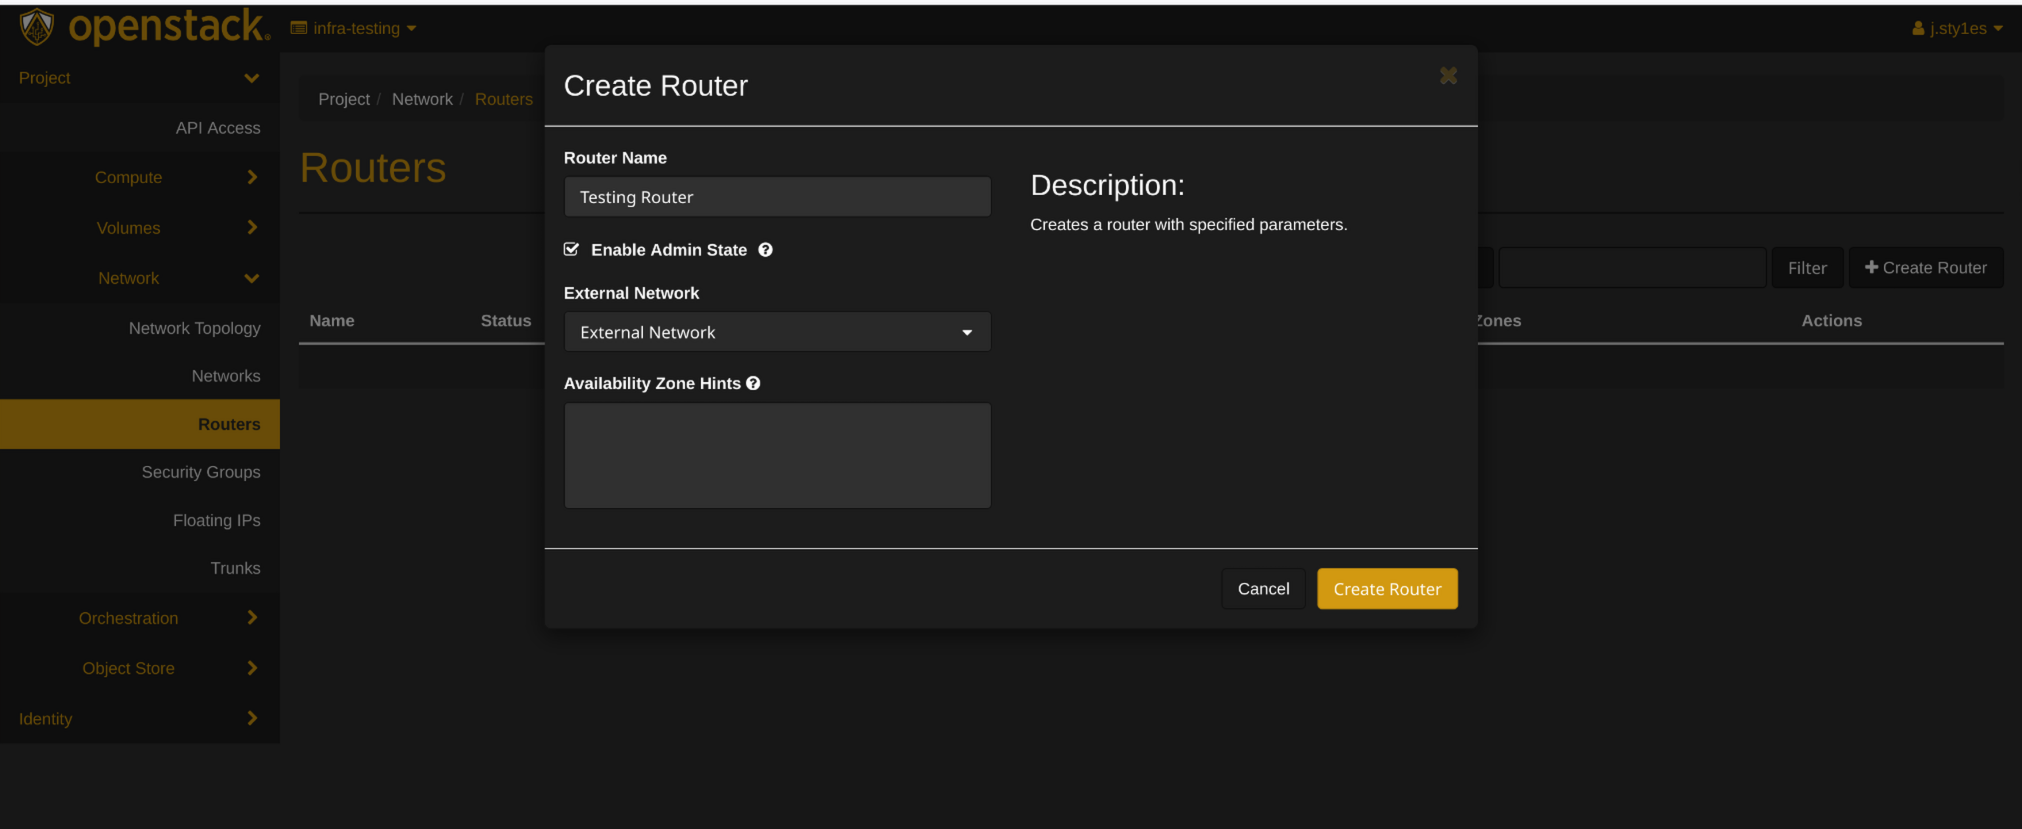 openstack. infra-testing j.sty1es
Project
Project / Network / Routers
API Access
Compute
Volumes
Network
Network Topology
Networks
Routers
Security Groups
Floating IPs
Trunks
Orchestration
Object Store
Identity
Routers
Filter + Create Router
Name Status Zones Actions
Create Router
Router Name
Testing Router
Enable Admin State ?
External Network
External Network
Availability Zone Hints ?
Description:
Creates a router with specified parameters.
Cancel Create Router